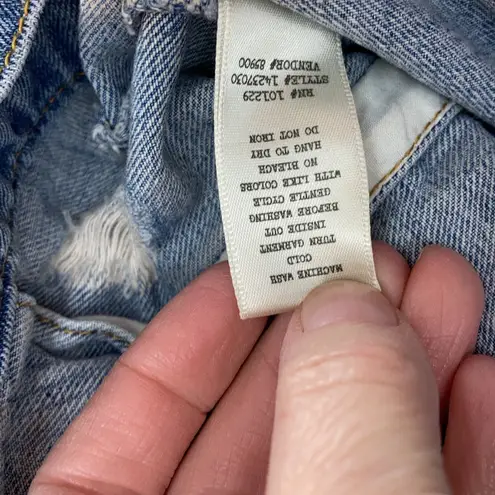 MACHINE WASH
COLD
TURN GARMENT
INSIDE OUT
BEFORE WASHING
GENTLE CYCLE
WITH LIKE COLORS
NO BLEACH
HANG TO DRY
DO NOT IRON
RN# 101229
STYLE# 14237030
VENDOR# 85900